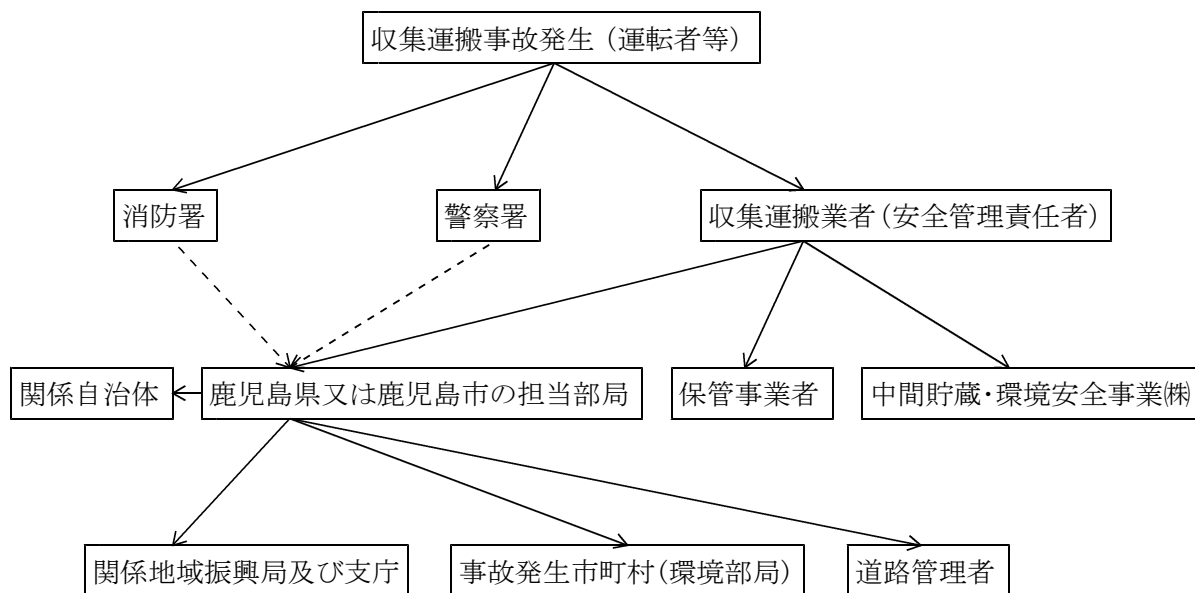 収集運搬事故発生（運転者等）
消防署
警察署
収集運搬業者（安全管理責任者）
関係自治体
鹿児島県又は鹿児島市の担当部局
保管事業者
中間貯蔵・環境安全事業㈱
関係地域振興局及び支庁
事故発生市町村（環境部局）
道路管理者